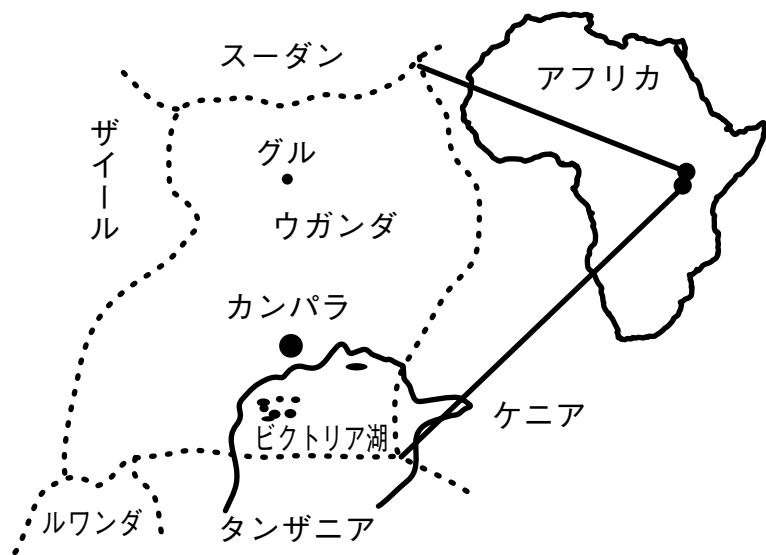 スーダン
アフリカ
ザイール
グル
ウガンダ
カンパラ
ケニア
ビクトリア湖
ルワンダ
タンザニア